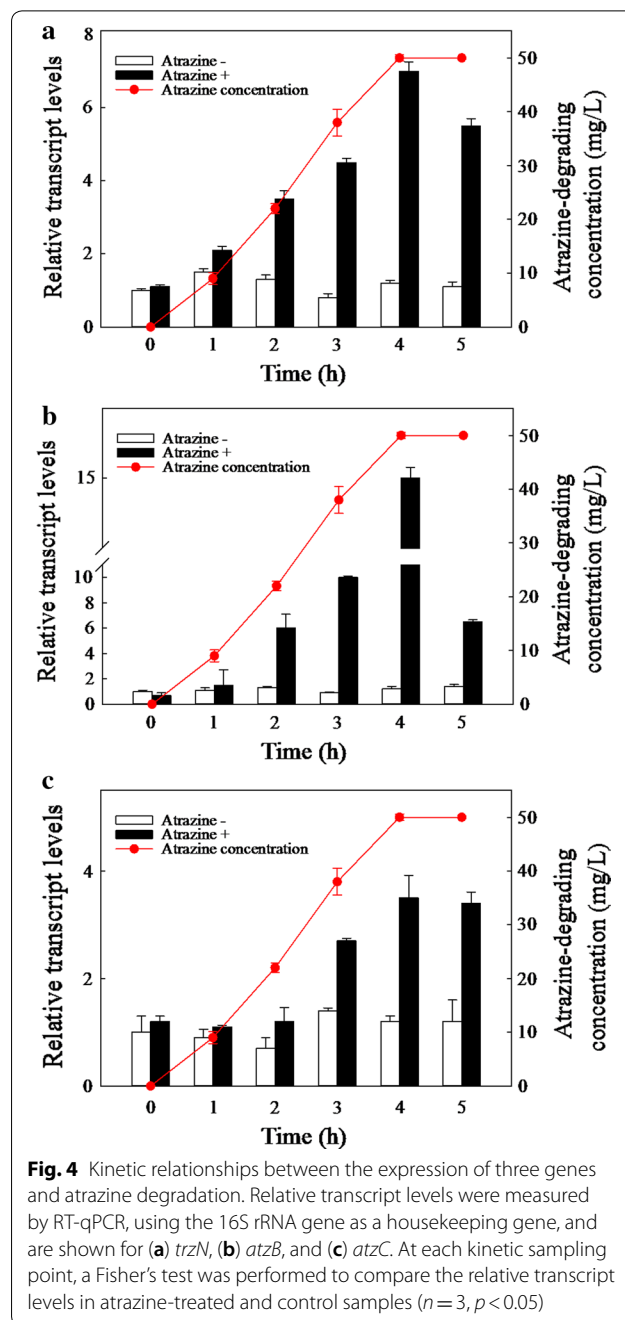 a
8
6
4
2
0
Relative transcript levels
Atrazine -
Atrazine +
Atrazine concentration
50
40
30
20
10
0
Atrazine-degrading
concentration (mg/L)
0 1 2 3 4 5
Time (h)
b
15
10
8
6
4
2
0
Relative transcript levels
Atrazine -
Atrazine +
Atrazine concentration
50
40
30
20
10
0
Atrazine-degrading
concentration (mg/L)
0 1 2 3 4 5
Time (h)
c
4
2
0
Relative transcript levels
Atrazine -
Atrazine +
Atrazine concentration
50
40
30
20
10
0
Atrazine-degrading
concentration (mg/L)
0 1 2 3 4 5
Time (h)
Fig. 4 Kinetic relationships between the expression of three genes
and atrazine degradation. Relative transcript levels were measured
by RT-qPCR, using the 16S rRNA gene as a housekeeping gene, and
are shown for (a) trzN, (b) atzB, and (c) atzC. At each kinetic sampling
point, a Fisher's test was performed to compare the relative transcript
levels in atrazine-treated and control samples (n = 3, p < 0.05)